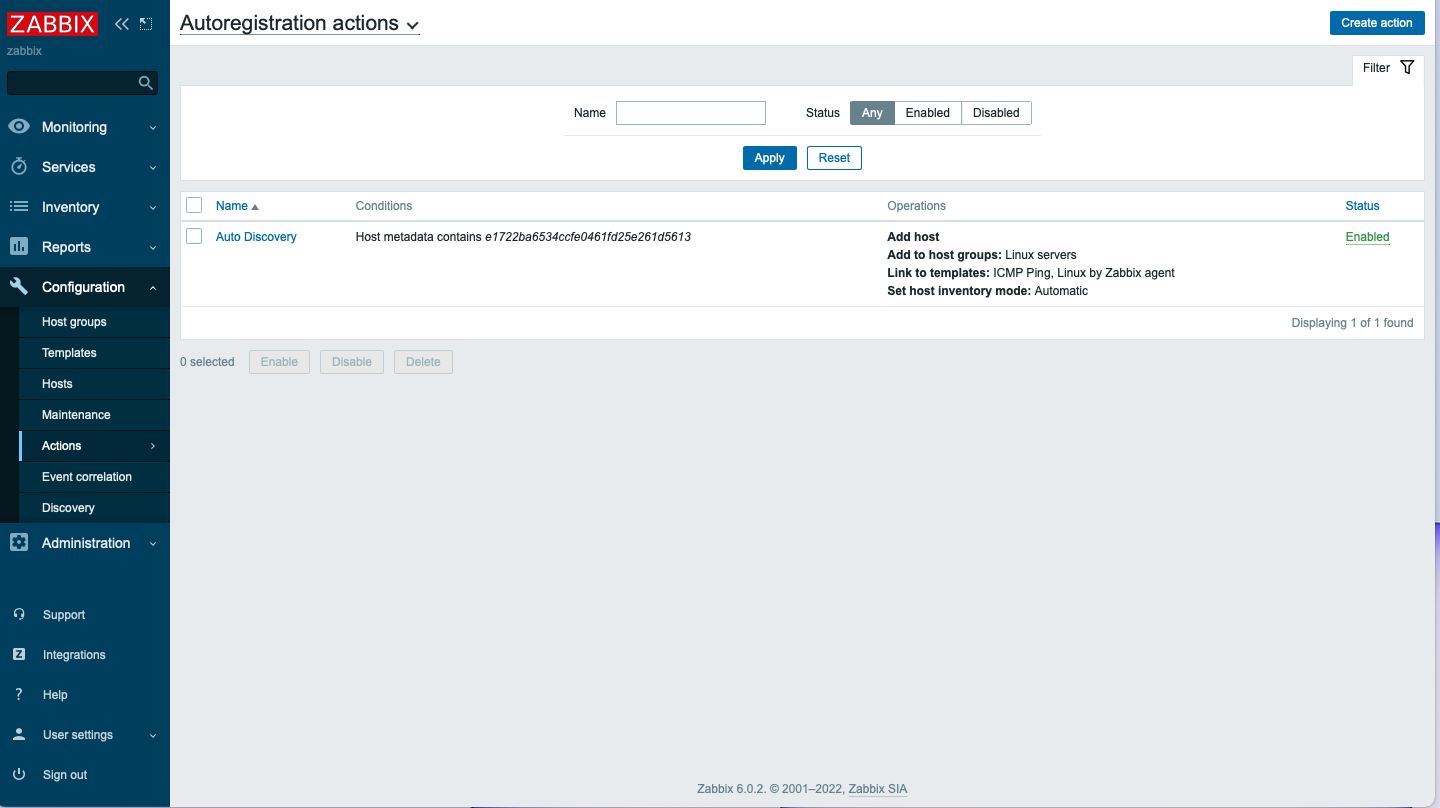 ZABBIX
zabbix
Monitoring
Services
Inventory
Reports
Configuration
Host groups
Templates
Hosts
Maintenance
Actions
Event correlation
Discovery
Administration
Support
Integrations
Help
User settings
Sign out
Autoregistration actions
Create action
Filter
Name Status Any Enabled Disabled
Apply Reset
Name Conditions Operations Status
Auto Discovery Host metadata contains e1722ba6534ccfe0461fd25e261d5613 Add host Enabled
Add to host groups: Linux servers
Link to templates: ICMP Ping, Linux by Zabbix agent
Set host inventory mode: Automatic
Displaying 1 of 1 found
0 selected Enable Disable Delete
Zabbix 6.0.2. © 2001–2022, Zabbix SIA